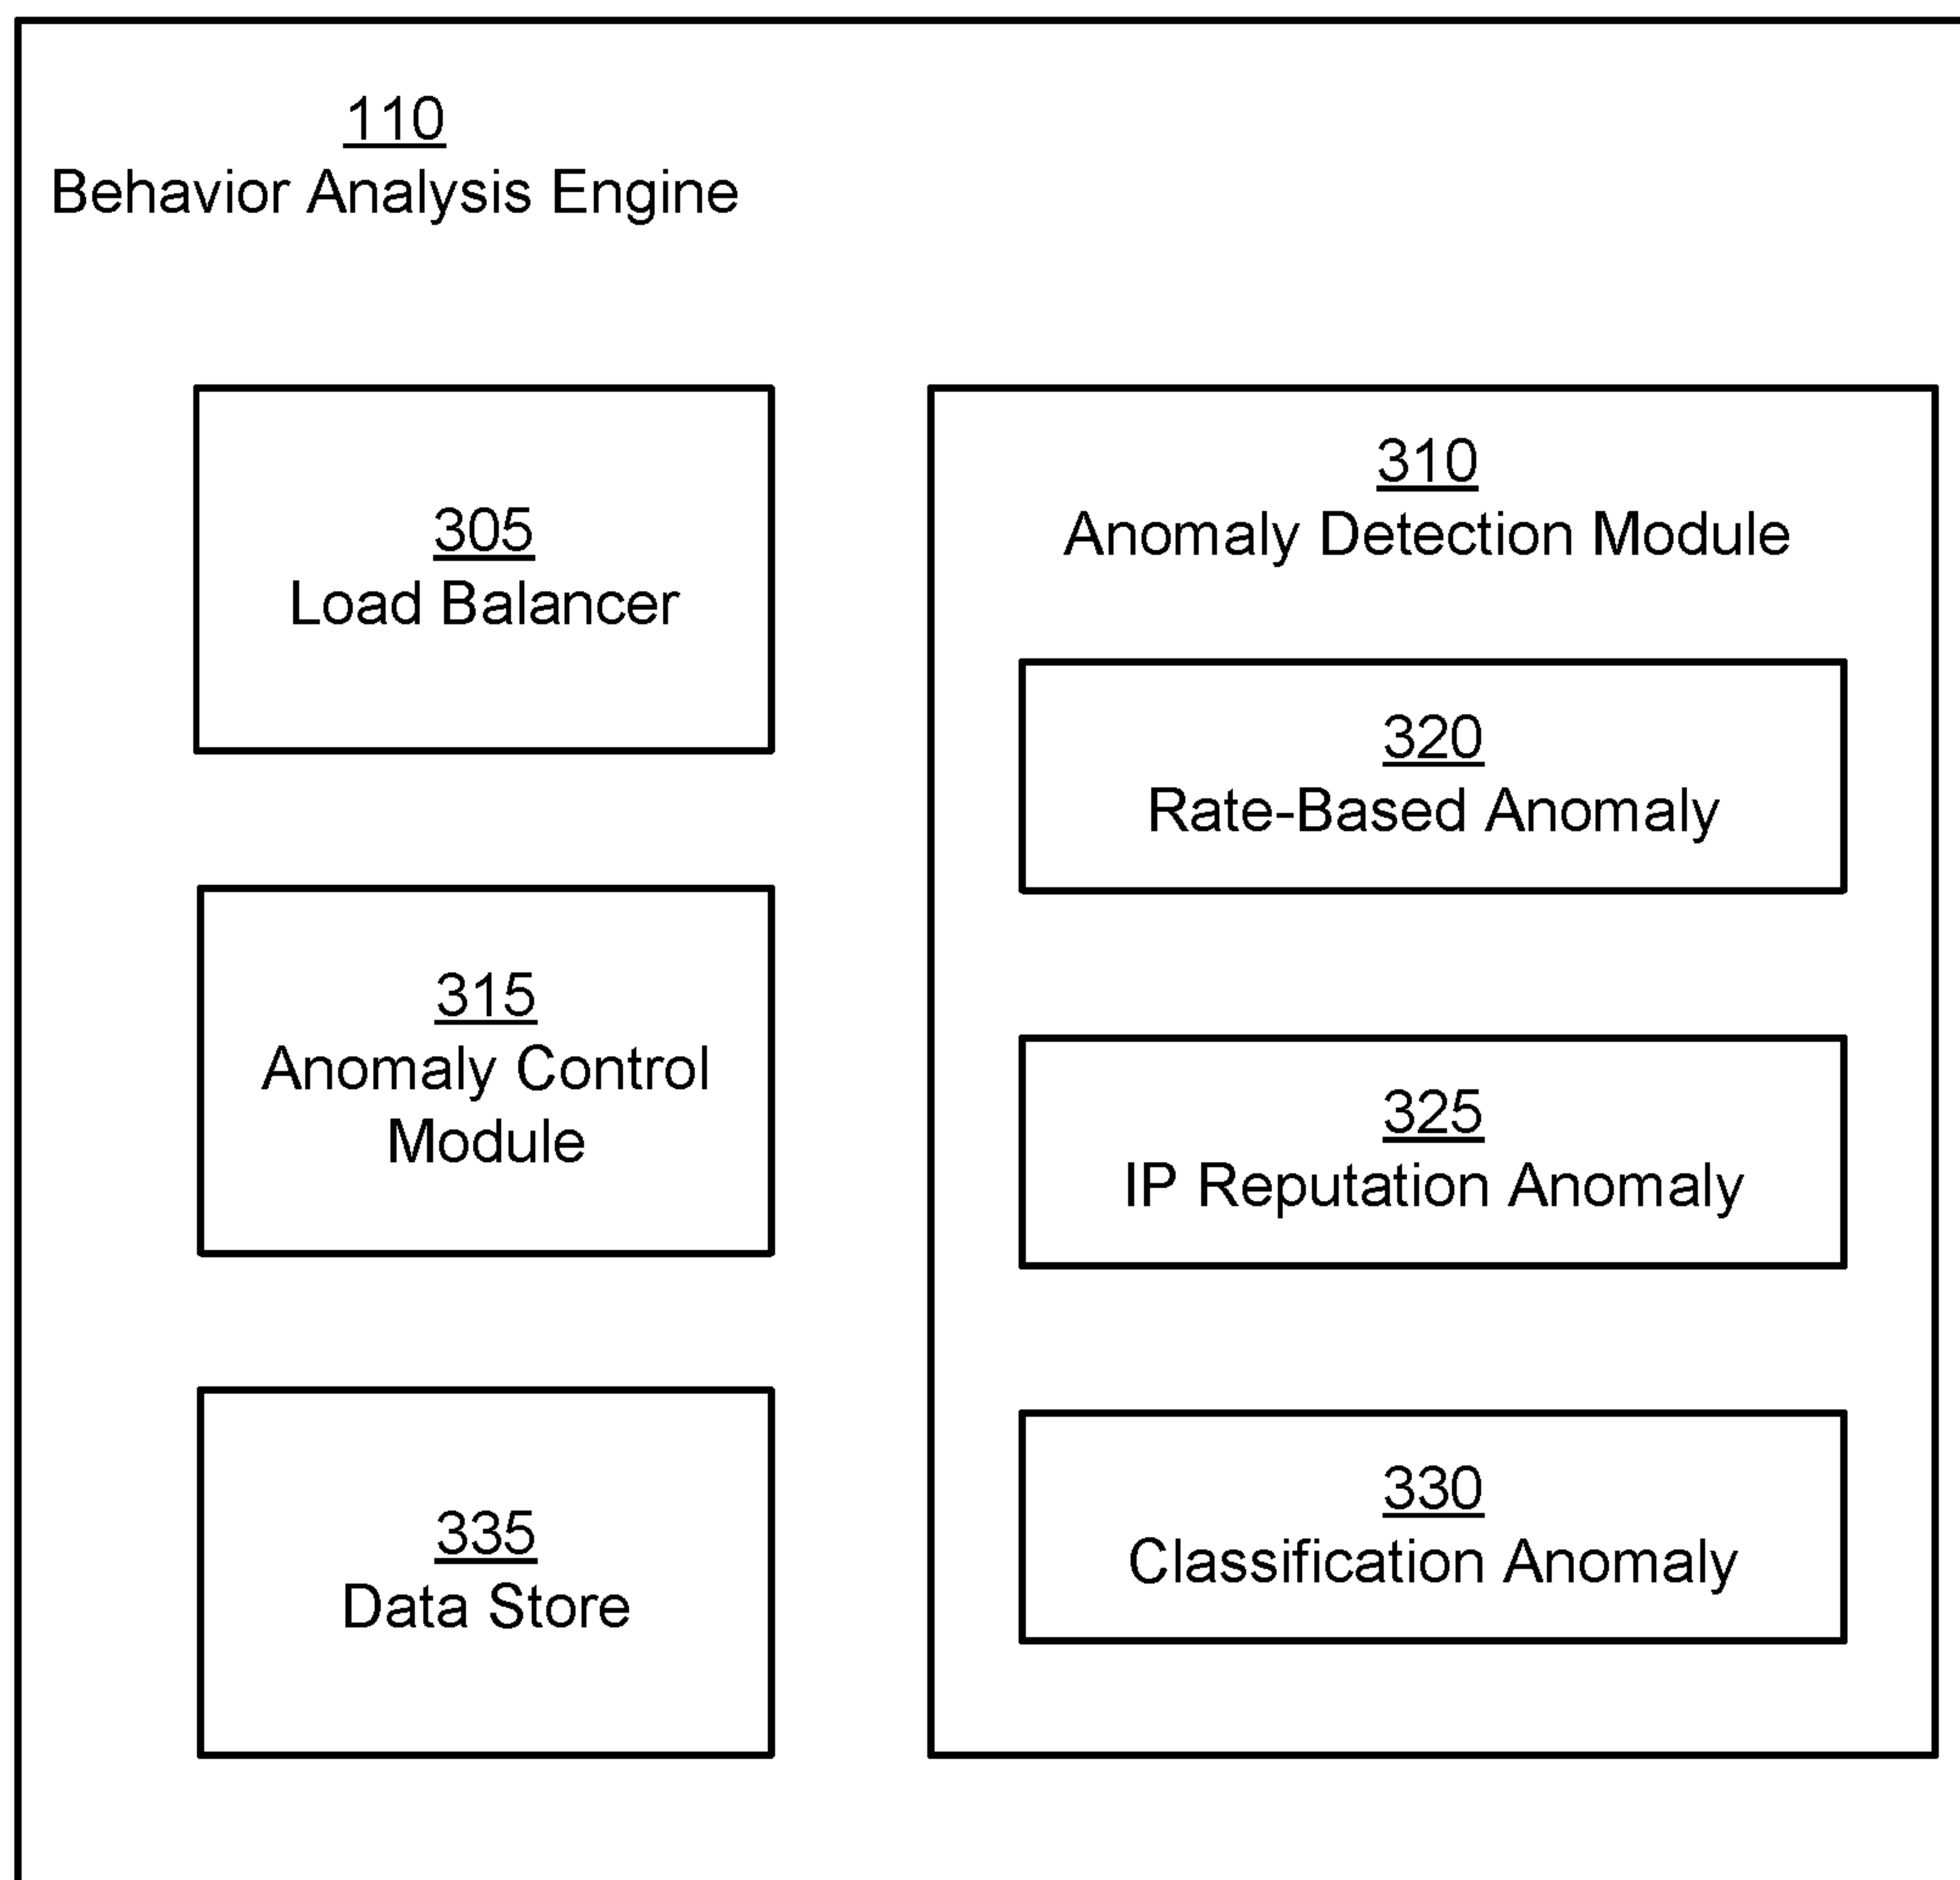 110
Behavior Analysis Engine
305
Load Balancer
315
Anomaly Control
Module
335
Data Store
310
Anomaly Detection Module
320
Rate-Based Anomaly
325
IP Reputation Anomaly
330
Classification Anomaly